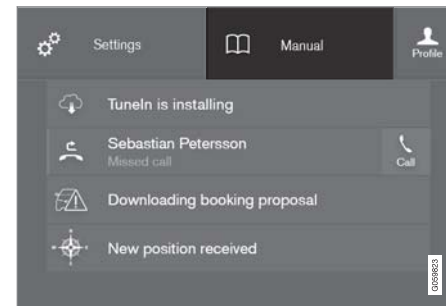 Settings
Manual
Profile
TuneIn is installing
Sebastian Petersson
Missed call
Call
Downloading booking proposal
New position received
G059823